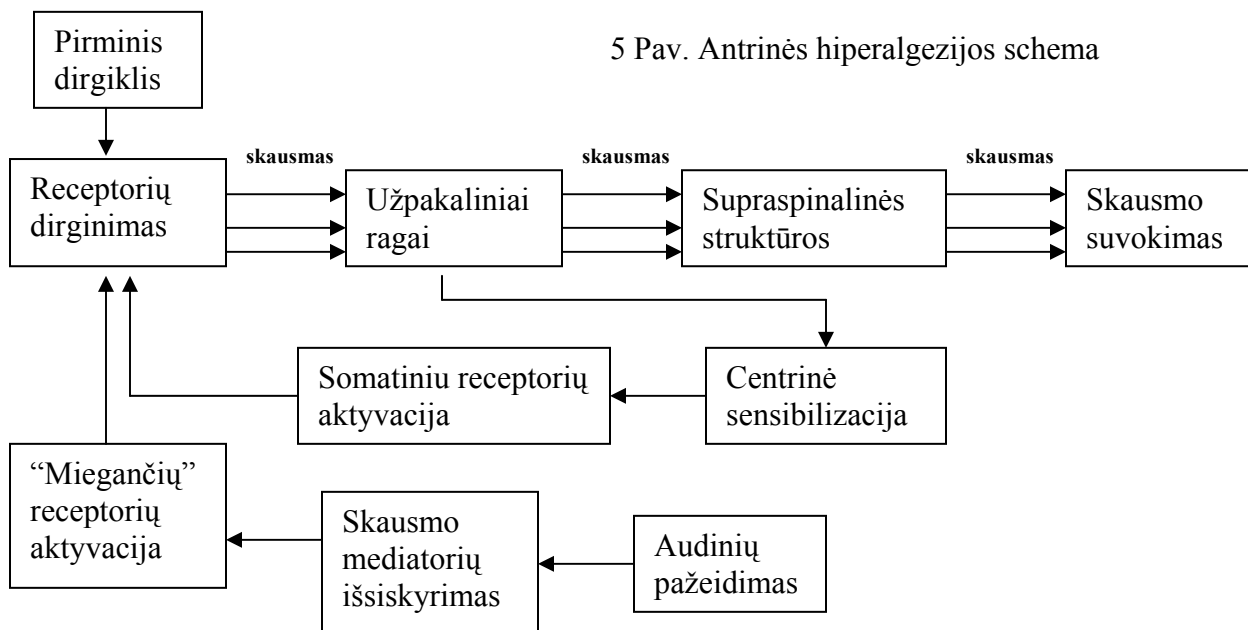 Pirminis
dirgiklis
5 Pav. Antrinės hiperalgezijos schema
skausmas
skausmas
skausmas
Receptorių
dirginimas
Užpakaliniai
ragai
Supraspinalinės
struktūros
Skausmo
suvokimas
Somatiniu receptorių
aktyvacija
Centrinė
sensibilizacija
“Miegančių”
receptorių
aktyvacija
Skausmo
mediatorių
išsiskyrimas
Audinių
pažeidimas